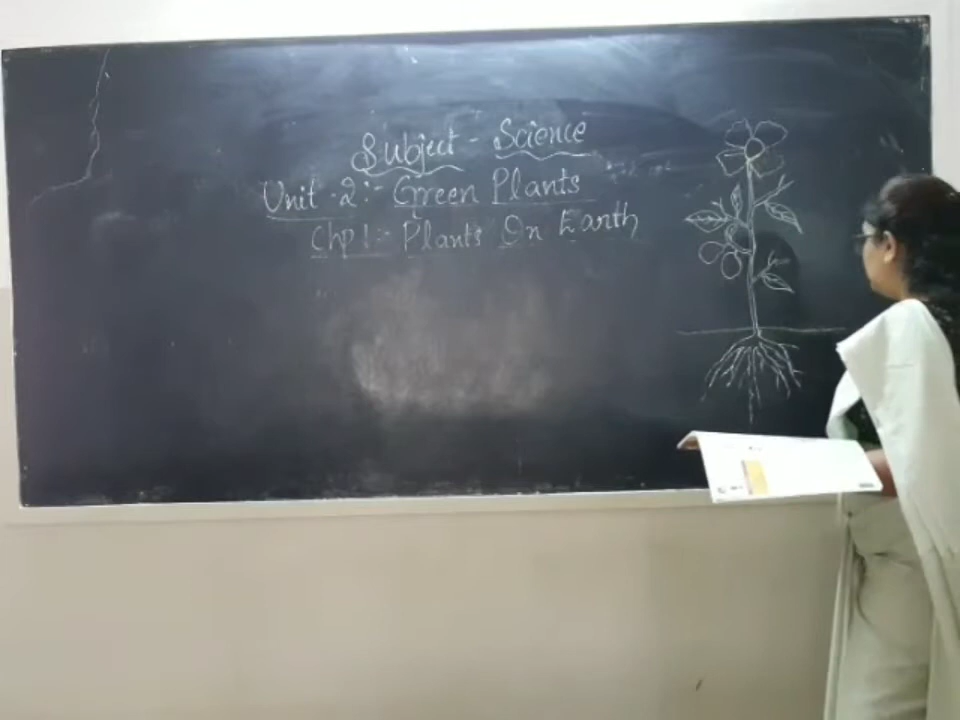 Subject - Science
Unit - 2 :- Green Plants
Chp 1 :- Plants On Earth